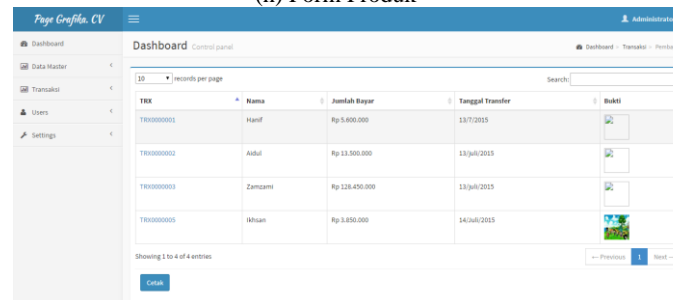 (h) Form Produk
Page Grafika. CV
Administrato
Dashboard
Data Master
Transaksi
Users
Settings
Dashboard Control panel
Dashboard > Transaksi > Pemba
10 records per page
Search:
TRX Nama Jumlah Bayar Tanggal Transfer Bukti
TRX0000001 Hanif Rp 5.600.000 13/7/2015
TRX0000002 Aidul Rp 13.500.000 13/juli/2015
TRX0000003 Zamzami Rp 128.450.000 13/juli/2015
TRX0000005 Ikhsan Rp 3.850.000 14/Juli/2015
Showing 1 to 4 of 4 entries
← Previous 1 Next →
Cetak